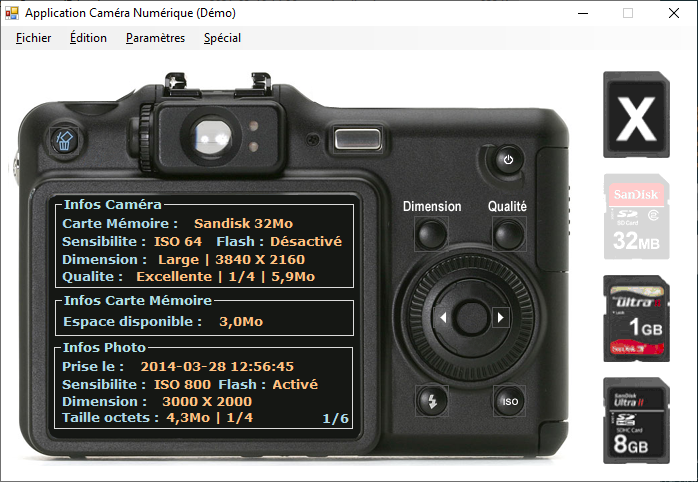 Application Caméra Numérique (Démo)
Fichier Édition Paramètres Spécial
X
Dimension Qualité
Infos Caméra
Carte Mémoire : Sandisk 32Mo
Sensibilite : ISO 64 Flash : Désactivé
Dimension : Large | 3840 X 2160
Qualite : Excellente | 1/4 | 5,9Mo
Infos Carte Mémoire
Espace disponible : 3,0Mo
Infos Photo
Prise le : 2014-03-28 12:56:45
Sensibilite : ISO 800 Flash : Activé
Dimension : 3000 X 2000
Taille octets : 4,3Mo | 1/4 1/6
ISO
SanDisk
SD Card
32MB
ultra II
1GB
SanDisk
SanDisk
Ultra II
SDHC Card
8GB